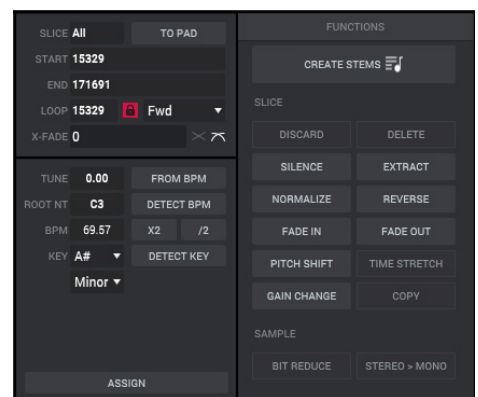 SLICE All TO PAD
START 15329
END 171691
LOOP 15329 Fwd
X-FADE 0
TUNE 0.00 FROM BPM
ROOT NT C3 DETECT BPM
BPM 69.57 X2 /2
KEY A# DETECT KEY
Minor
ASSIGN
FUNCTIONS
CREATE STEMS
SLICE
DISCARD DELETE
SILENCE EXTRACT
NORMALIZE REVERSE
FADE IN FADE OUT
PITCH SHIFT TIME STRETCH
GAIN CHANGE COPY
SAMPLE
BIT REDUCE STEREO > MONO